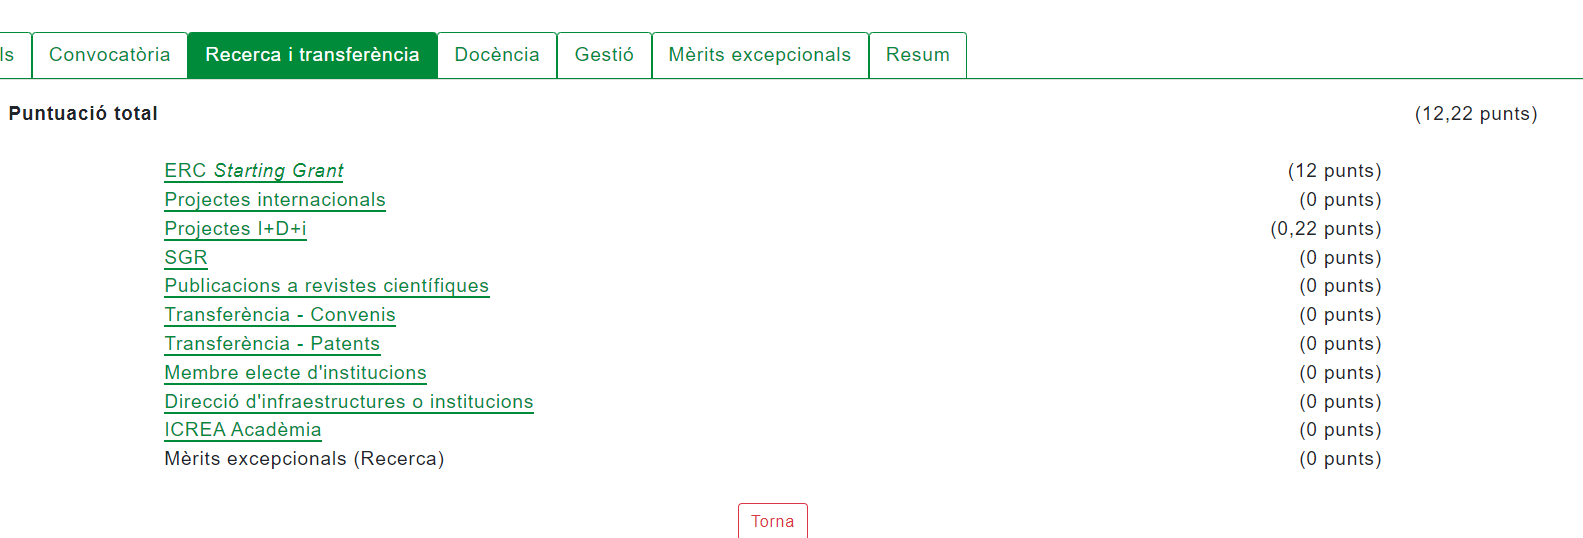 ls Convocatòria Recerca i transferència Docència Gestió Mèrits excepcionals Resum
Puntuació total (12,22 punts)
ERC Starting Grant (12 punts)
Projectes internacionals (0 punts)
Projectes I+D+i (0,22 punts)
SGR (0 punts)
Publicacions a revistes científiques (0 punts)
Transferència - Convenis (0 punts)
Transferència - Patents (0 punts)
Membre electe d'institucions (0 punts)
Direcció d'infraestructures o institucions (0 punts)
ICREA Acadèmia (0 punts)
Mèrits excepcionals (Recerca) (0 punts)
Torna